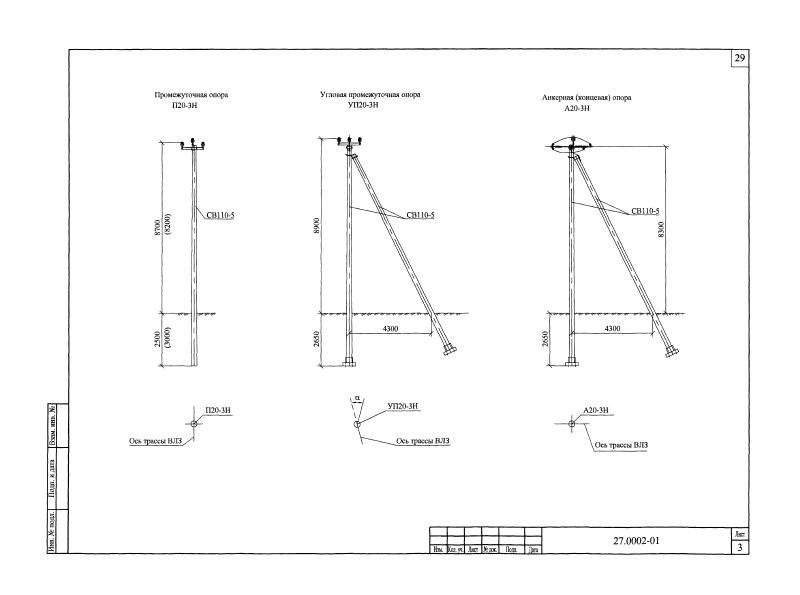 29
Промежуточная опора
П20-3Н
Угловая промежуточная опора
УП20-3Н
Анкерная (концевая) опора
А20-3Н
8700
(8200)
СВ110-5
2500
(3000)
8900
СВ110-5
2650
4300
8300
СВ110-5
2650
4300
П20-3Н
Ось трассы ВЛЗ
α
УП20-3Н
Ось трассы ВЛЗ
А20-3Н
Ось трассы ВЛЗ
Взам. инв. №
Подп. и дата
Инв. № подл.
Изм. Кол. уч. Лист № док. Подп. Дата
27.0002-01
Лист
3